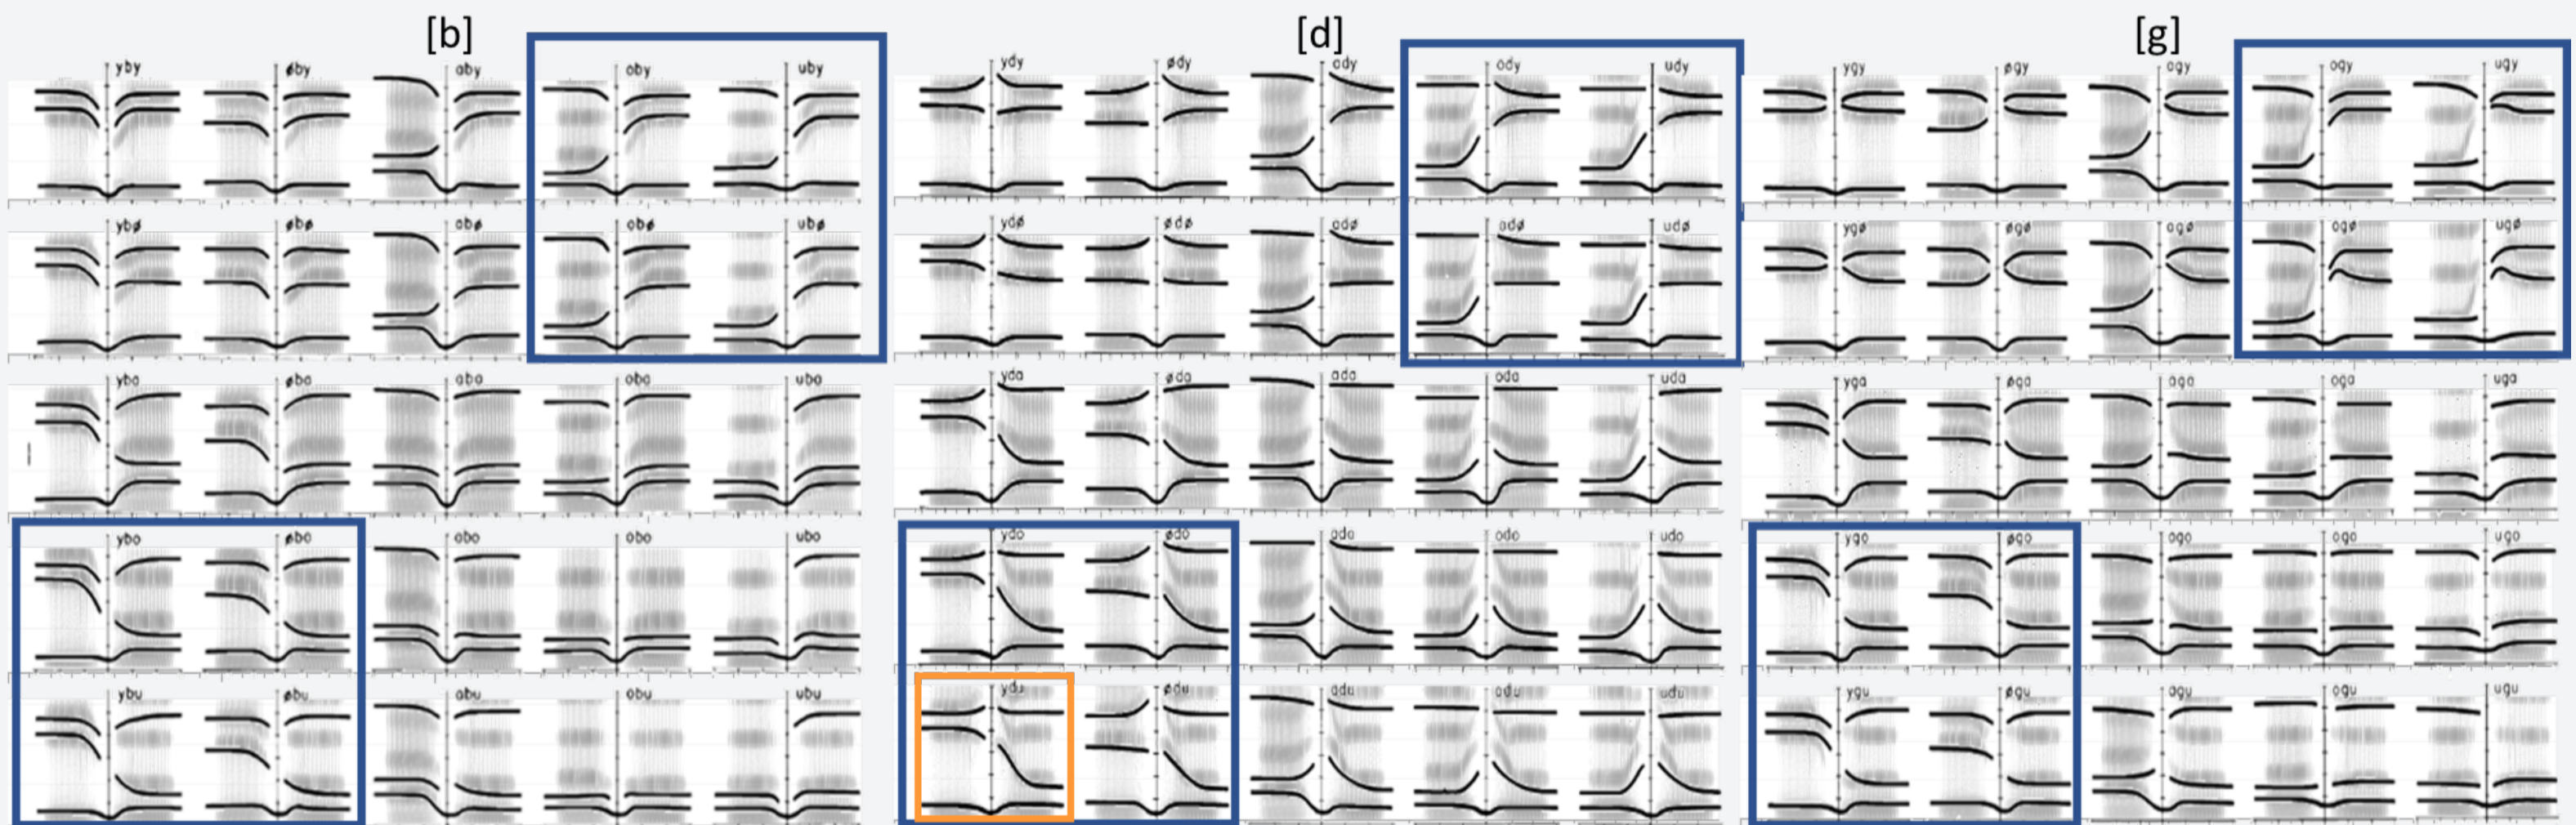 [b] [d] [g]
yby øby aby oby uby ydy ødy ady ody udy ygy øgy agy ogy ugy
ybø øbø abø obø ubø ydø ødø adø odø udø ygø øgø agø ogø ugø
yba øba aba oba uba yda øda ada oda uda yga øga aga oga uga
ybo øbo abo obo ubo ydo ødo ado odo udo ygo øgo ago ogo ugo
ybu øbu abu obu ubu ydu ødu adu odu udu ygu øgu agu ogu ugu